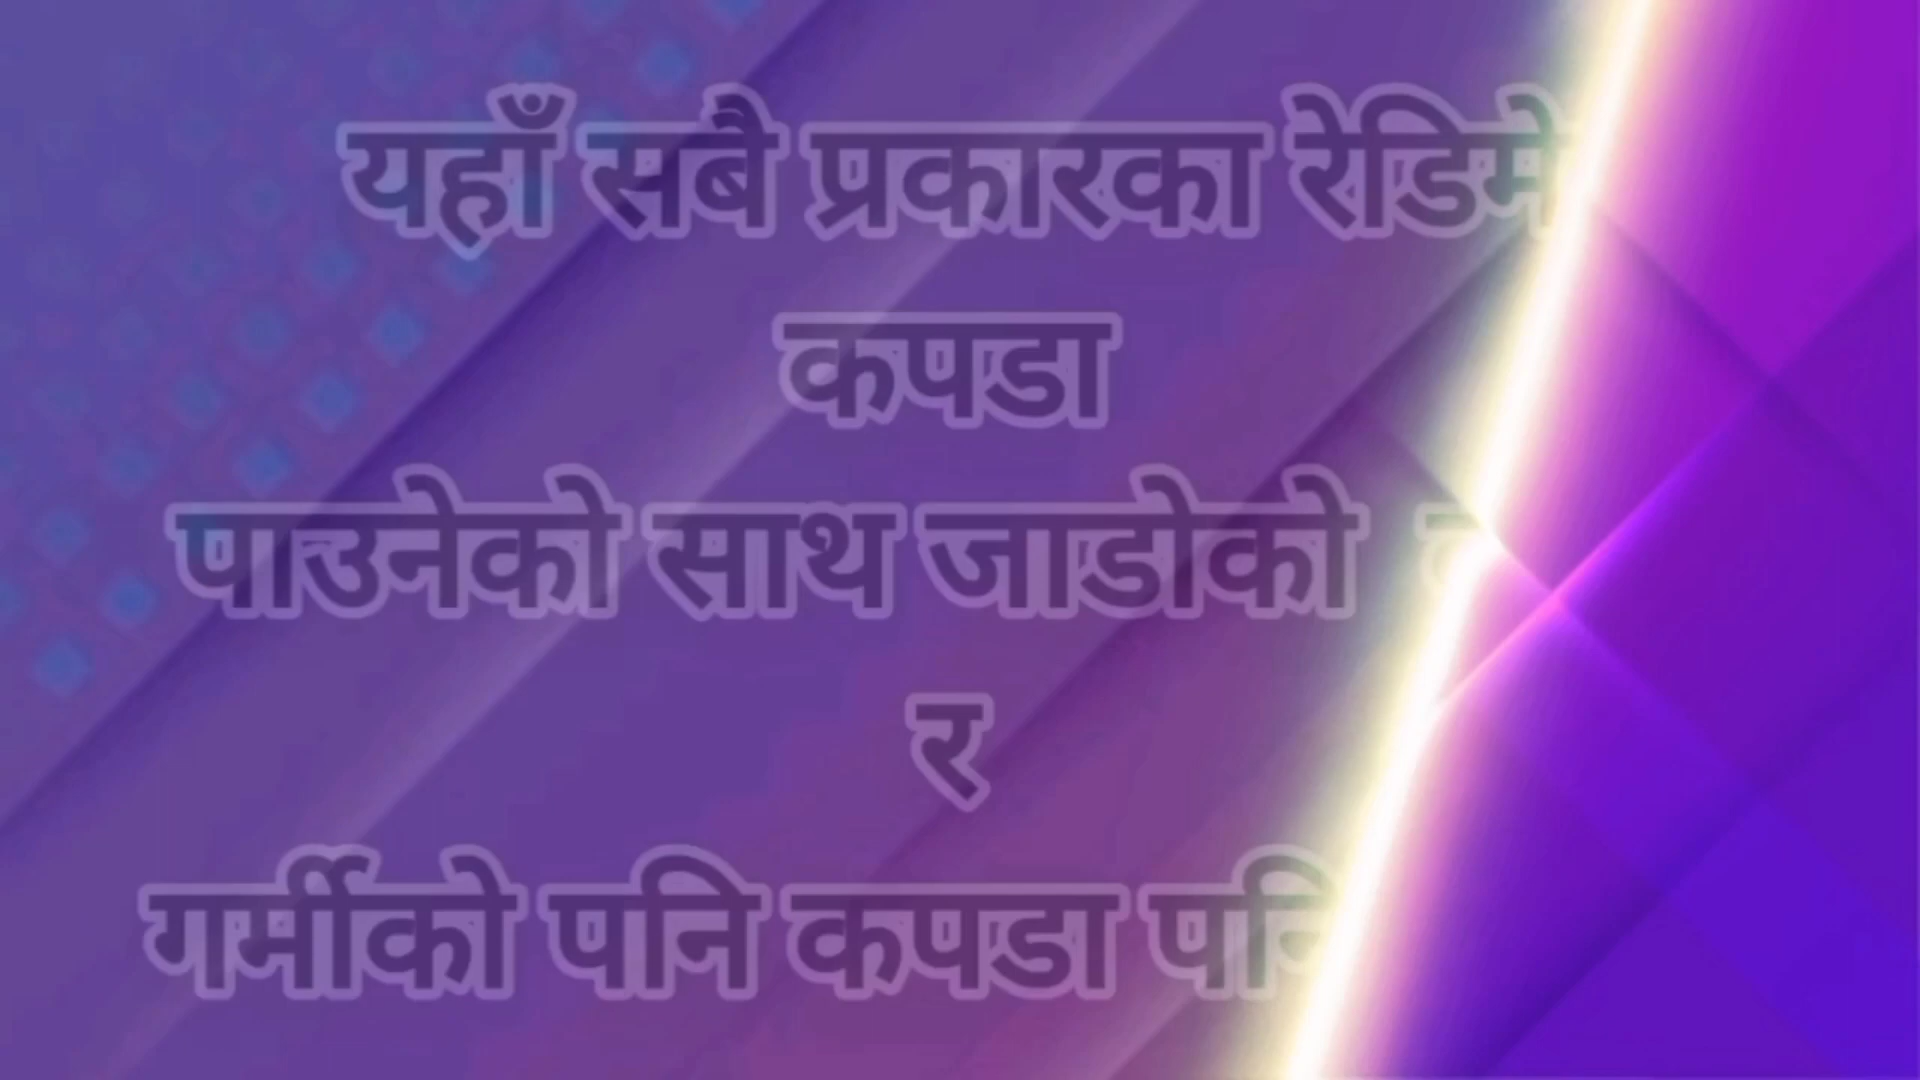 यहाँ सबै प्रकारका
कपडा
पाउनेको साथ जाडोको
र
गर्मीको पनि कपडा